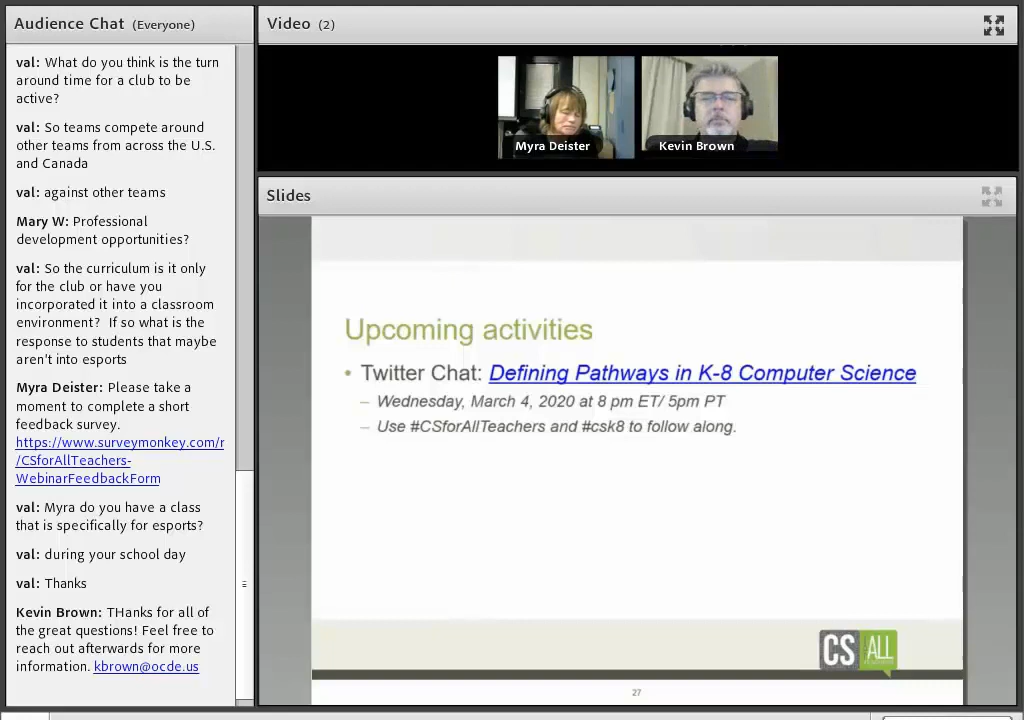 Audience Chat (Everyone)
val: What do you think is the turn
around time for a club to be
active?
val: So teams compete around
other teams from across the U.S.
and Canada
val: against other teams
Mary W: Professional
development opportunities?
val: So the curriculum is it only
for the club or have you
incorporated it into a classroom
environment? If so what is the
response to students that maybe
aren't into esports
Myra Deister: Please take a
moment to complete a short
feedback survey.
https://www.surveymonkey.com/r
/CSforAllTeachers-
WebinarFeedbackForm
val: Myra do you have a class
that is specifically for esports?
val: during your school day
val: Thanks
Kevin Brown: THanks for all of
the great questions! Feel free to
reach out afterwards for more
information. kbrown@ocde.us
Video (2)
Myra Deister
Kevin Brown
Slides
Upcoming activities
• Twitter Chat: Defining Pathways in K-8 Computer Science
– Wednesday, March 4, 2020 at 8 pm ET/ 5pm PT
– Use #CSforAllTeachers and #csk8 to follow along.
CS ALL
27